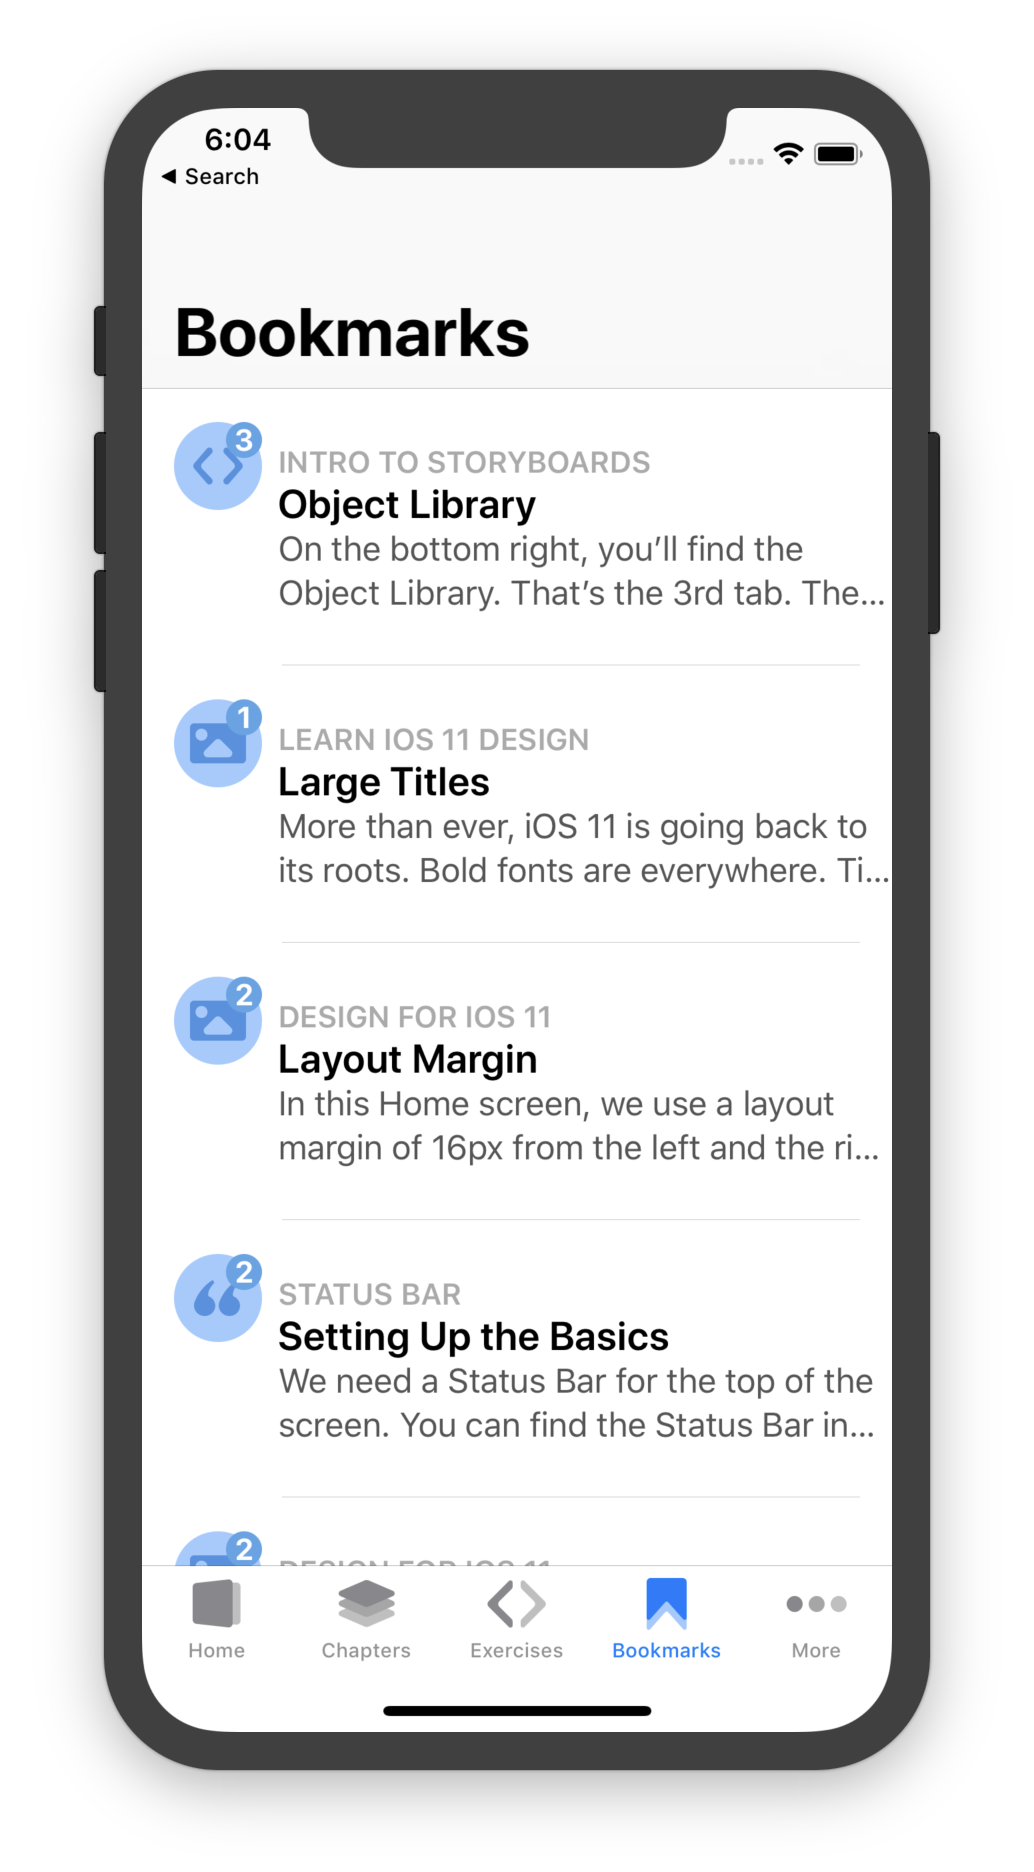 6:04
◀ Search
Bookmarks
3
INTRO TO STORYBOARDS
Object Library
On the bottom right, you’ll find the
Object Library. That’s the 3rd tab. The...
1
LEARN IOS 11 DESIGN
Large Titles
More than ever, iOS 11 is going back to
its roots. Bold fonts are everywhere. Ti...
2
DESIGN FOR IOS 11
Layout Margin
In this Home screen, we use a layout
margin of 16px from the left and the ri...
2
STATUS BAR
Setting Up the Basics
We need a Status Bar for the top of the
screen. You can find the Status Bar in...
2
DESIGN FOR IOS 11
Home
Chapters
Exercises
Bookmarks
More